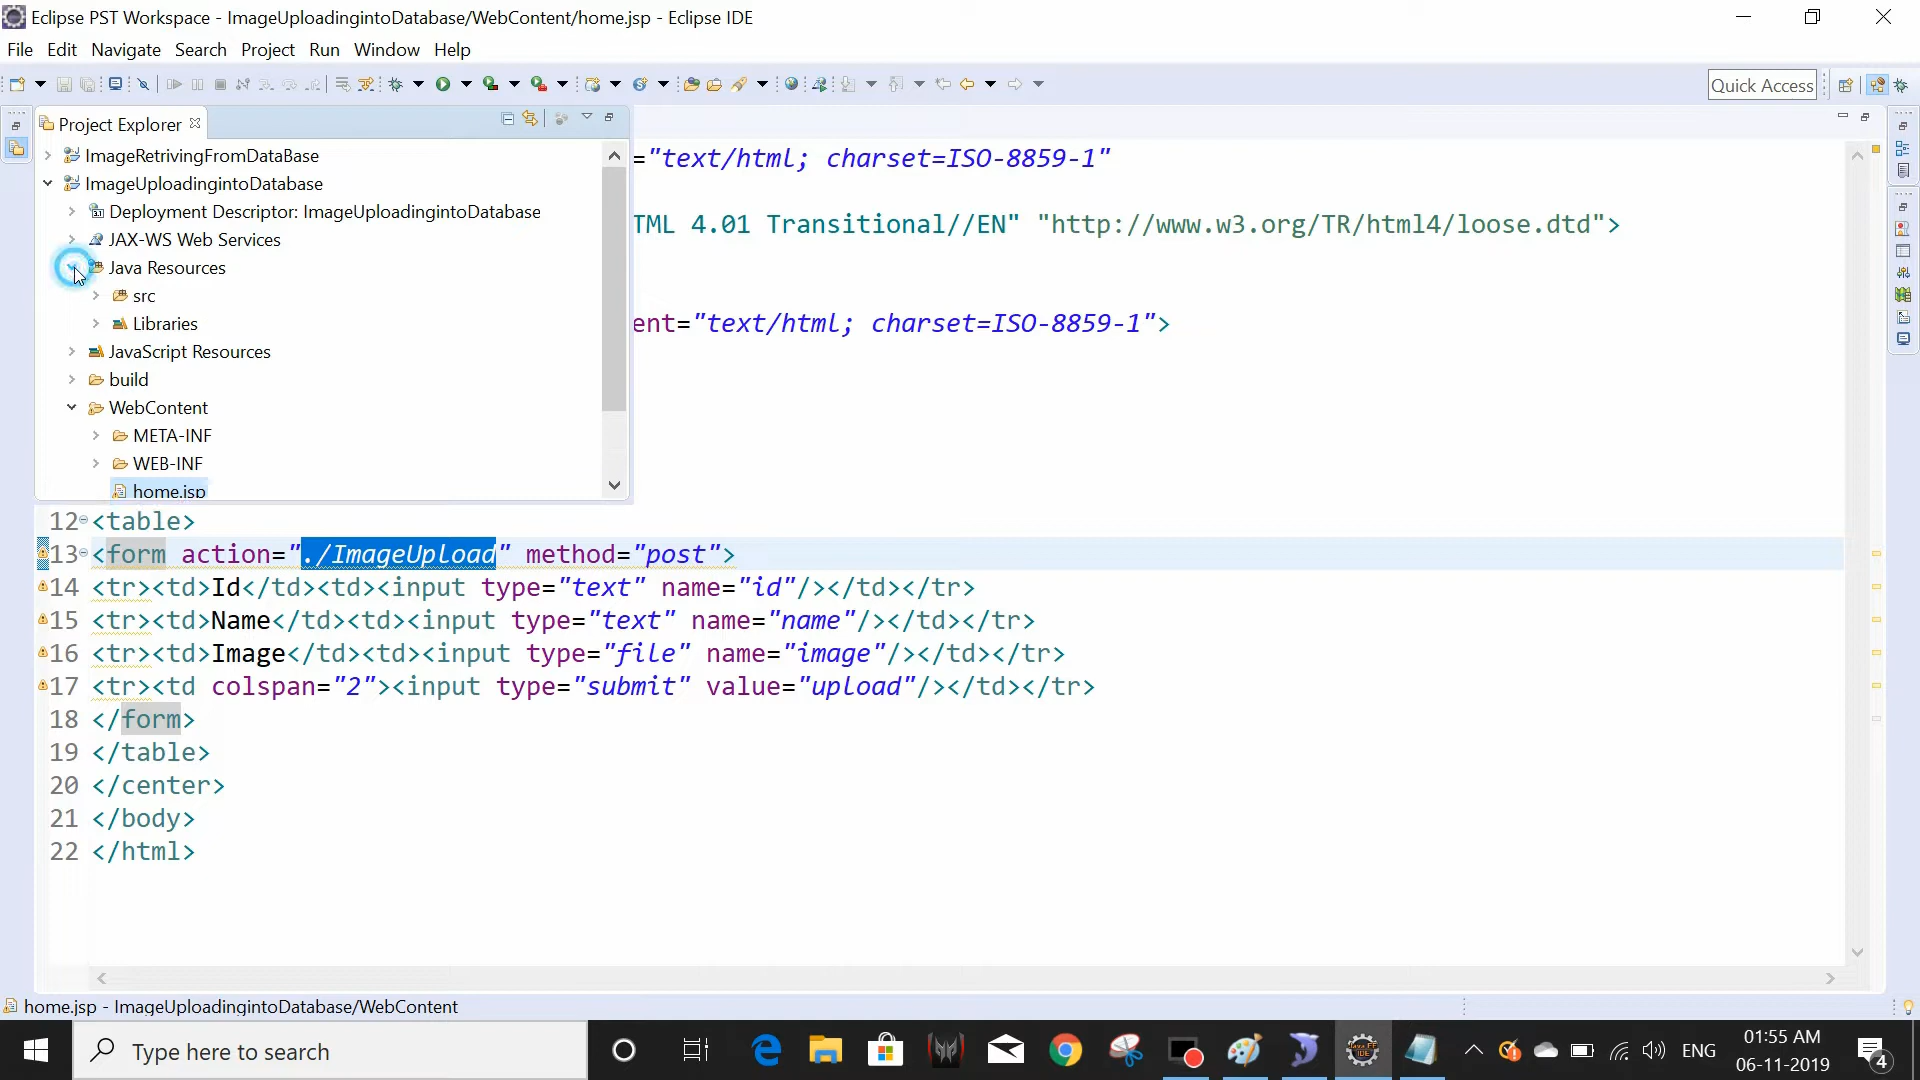 Eclipse PST Workspace - ImageUploadingintoDatabase/WebContent/home.jsp - Eclipse IDE
File Edit Navigate Search Project Run Window Help
Quick Access
Project Explorer
ImageRetrivingFromDataBase
ImageUploadingintoDatabase
Deployment Descriptor: ImageUploadingintoDatabase
JAX-WS Web Services
Java Resources
src
Libraries
JavaScript Resources
build
WebContent
META-INF
WEB-INF
home.jsp
="text/html; charset=ISO-8859-1"
TML 4.01 Transitional//EN" "http://www.w3.org/TR/html4/loose.dtd">
ent="text/html; charset=ISO-8859-1">
12 <table>
13 <form action="./ImageUpload" method="post">
14 <tr><td>Id</td><td><input type="text" name="id"/></td></tr>
15 <tr><td>Name</td><td><input type="text" name="name"/></td></tr>
16 <tr><td>Image</td><td><input type="file" name="image"/></td></tr>
17 <tr><td colspan="2"><input type="submit" value="upload"/></td></tr>
18 </form>
19 </table>
20 </center>
21 </body>
22 </html>
home.jsp - ImageUploadingintoDatabase/WebContent
Type here to search
ENG
01:55 AM
06-11-2019
4